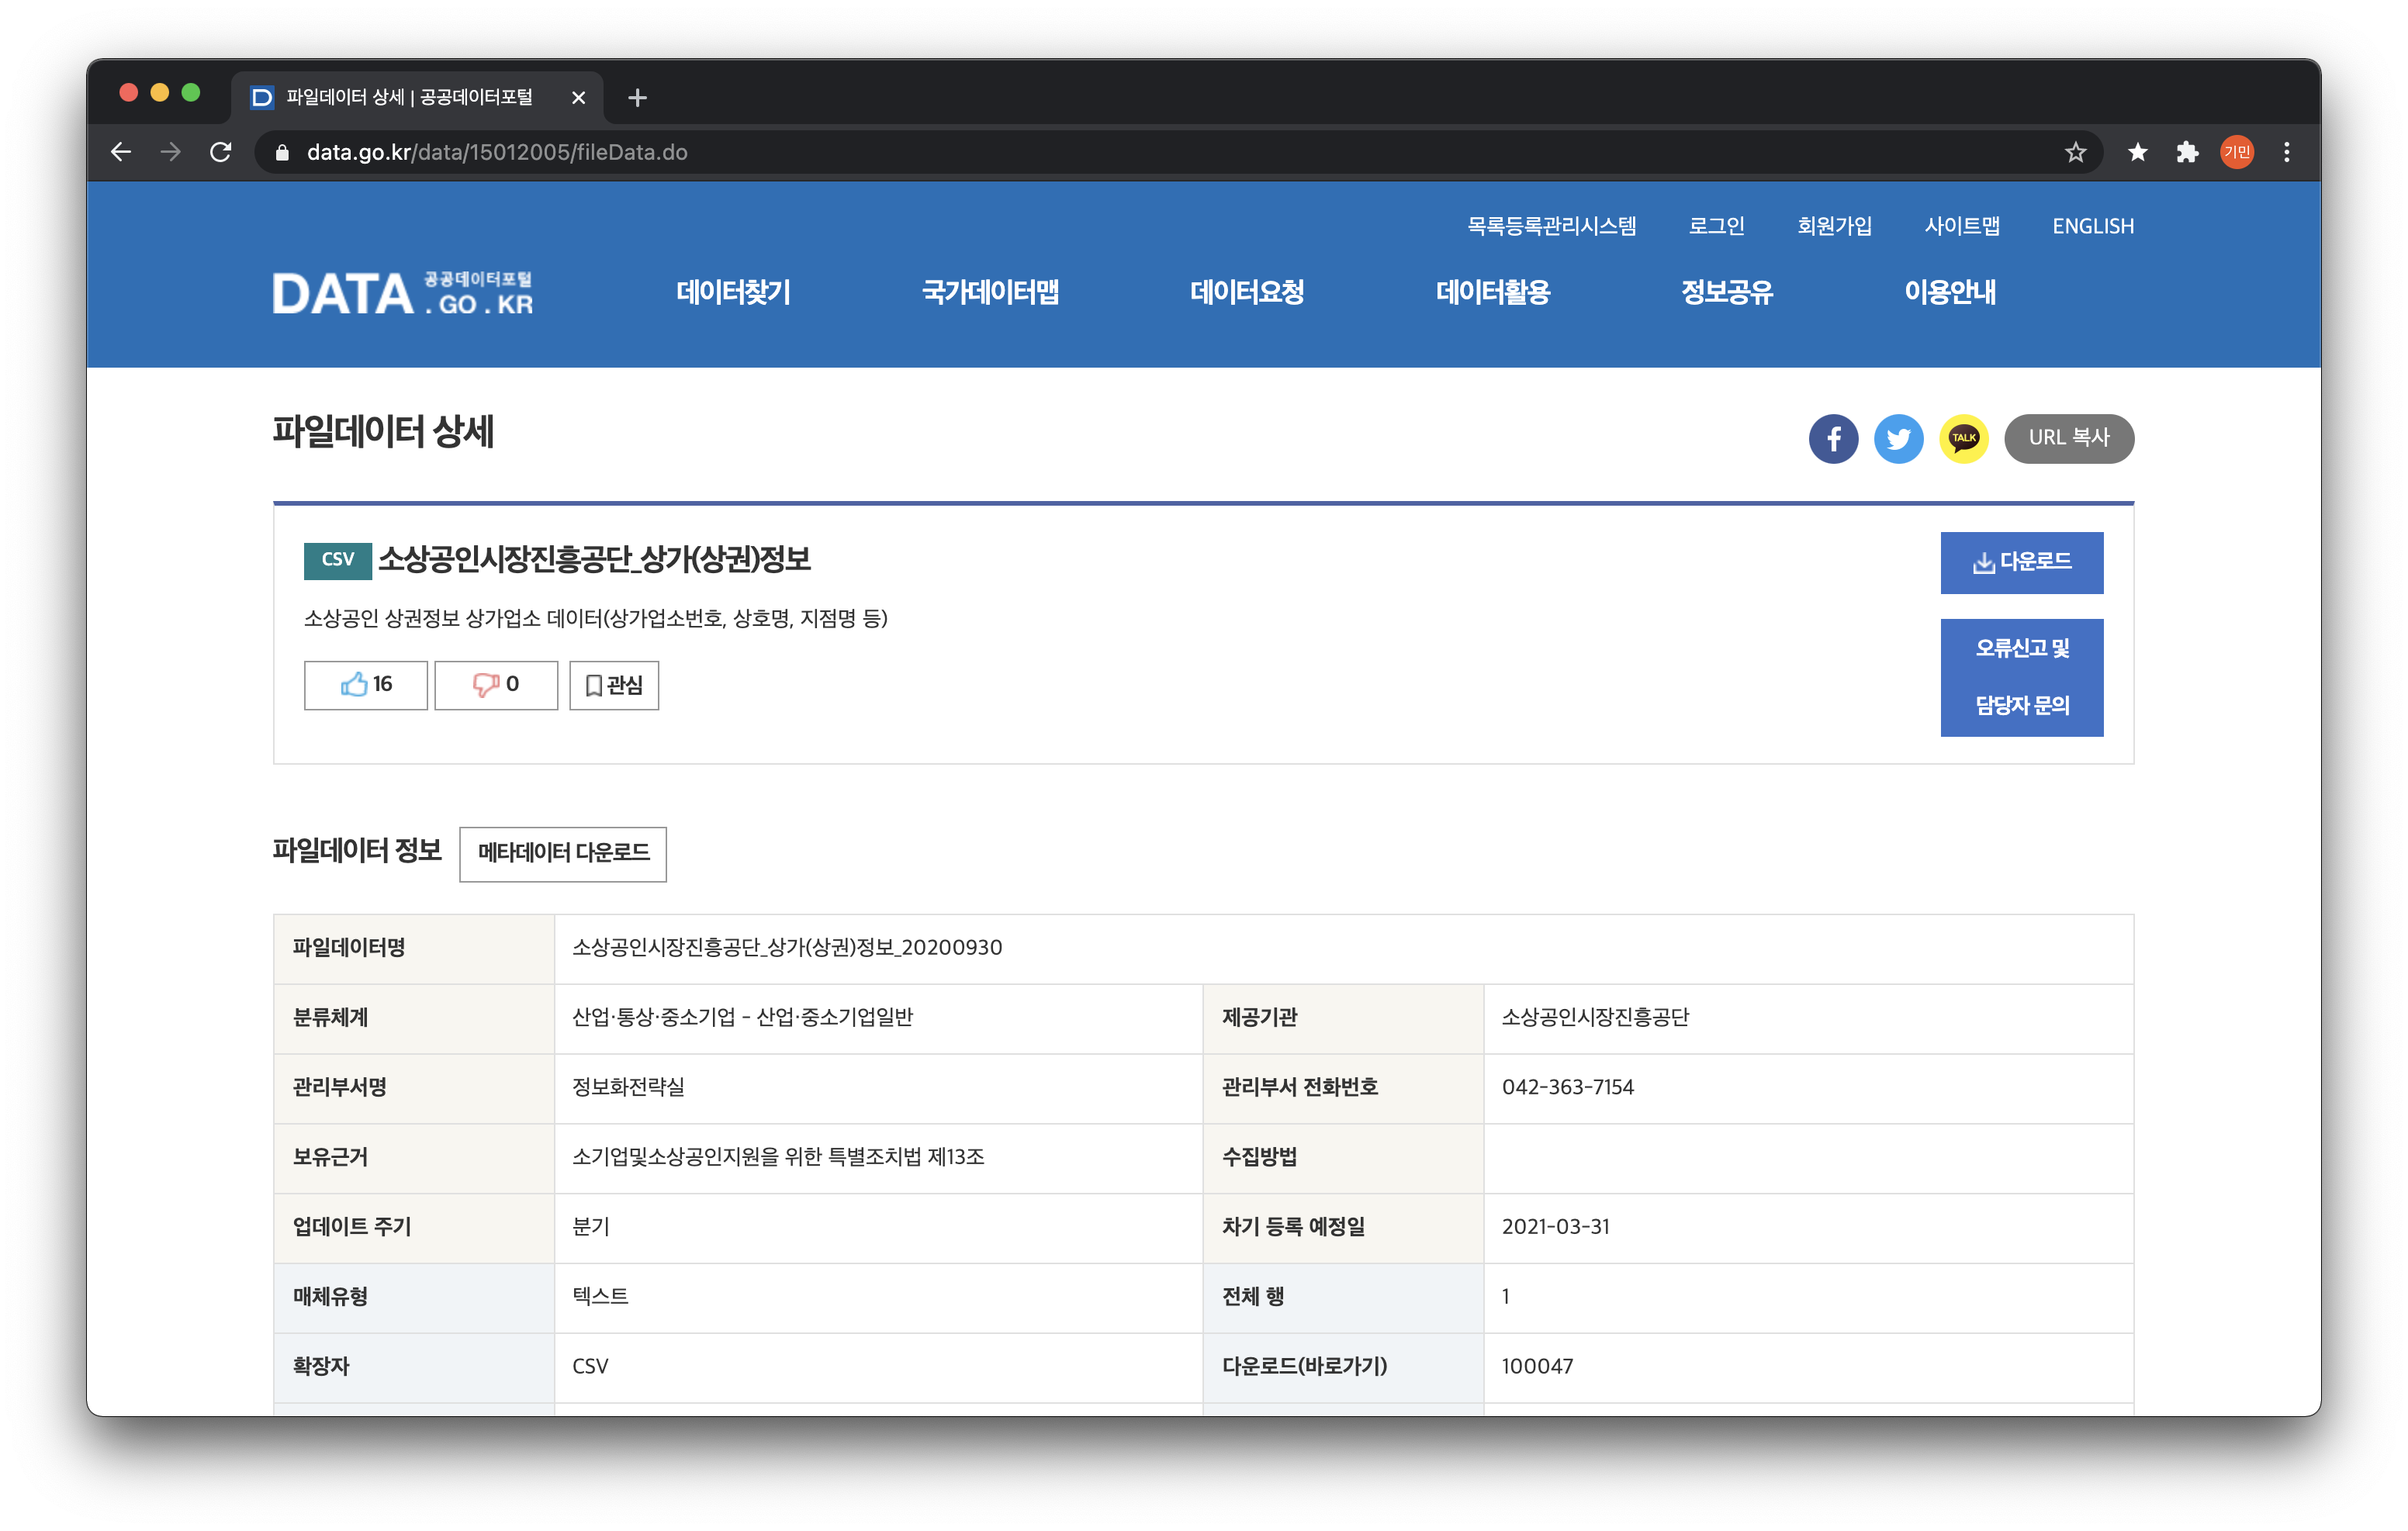 파일데이터 상세 | 공공데이터포털
data.go.kr/data/15012005/fileData.do
기민
목록등록관리시스템 로그인 회원가입 사이트맵 ENGLISH
DATA 공공데이터포털 .GO.KR
데이터찾기 국가데이터맵 데이터요청 데이터활용 정보공유 이용안내
파일데이터 상세
TALK
URL 복사
CSV 소상공인시장진흥공단_상가(상권)정보
다운로드
소상공인 상권정보 상가업소 데이터(상가업소번호, 상호명, 지점명 등)
오류신고 및
담당자 문의
16 0 관심
파일데이터 정보 메타데이터 다운로드
파일데이터명 소상공인시장진흥공단_상가(상권)정보_20200930
분류체계 산업·통상·중소기업 - 산업·중소기업일반 제공기관 소상공인시장진흥공단
관리부서명 정보화전략실 관리부서 전화번호 042-363-7154
보유근거 소기업및소상공인지원을 위한 특별조치법 제13조 수집방법
업데이트 주기 분기 차기 등록 예정일 2021-03-31
매체유형 텍스트 전체 행 1
확장자 CSV 다운로드(바로가기) 100047